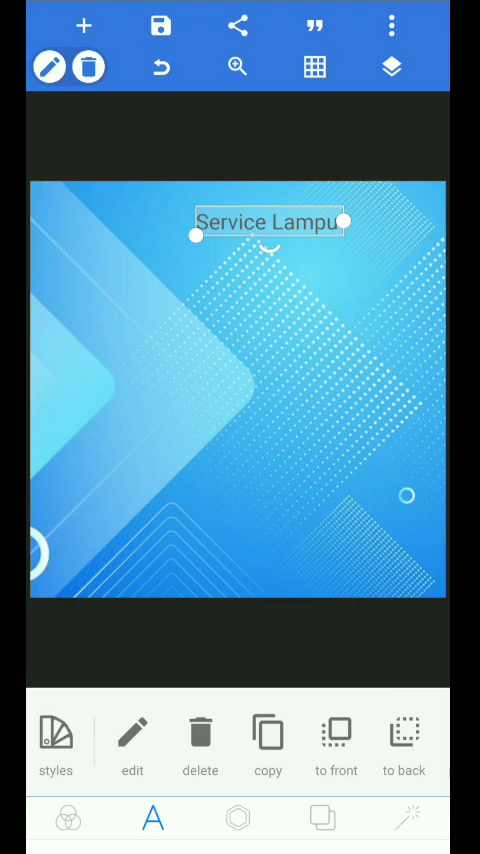 Service Lampu
styles
edit
delete
copy
to front
to back